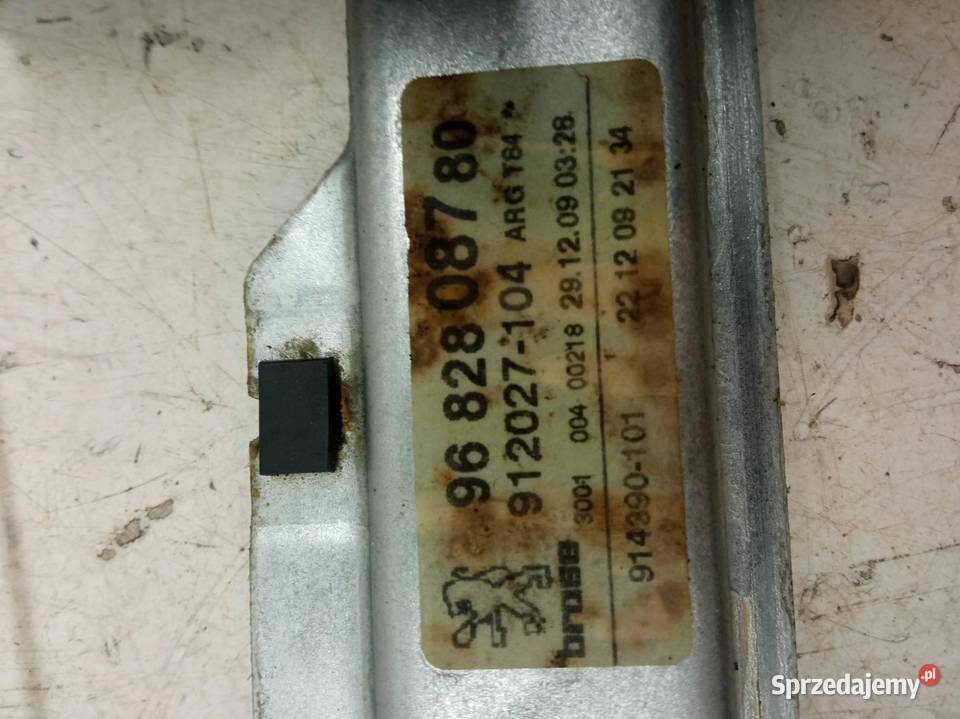 96 828 087 80
912027-104 ARG T84 *
brose 3001 004 00218 29.12.09 03:28
914390-101 22 12 09 21 34
Sprzedajemy.pl